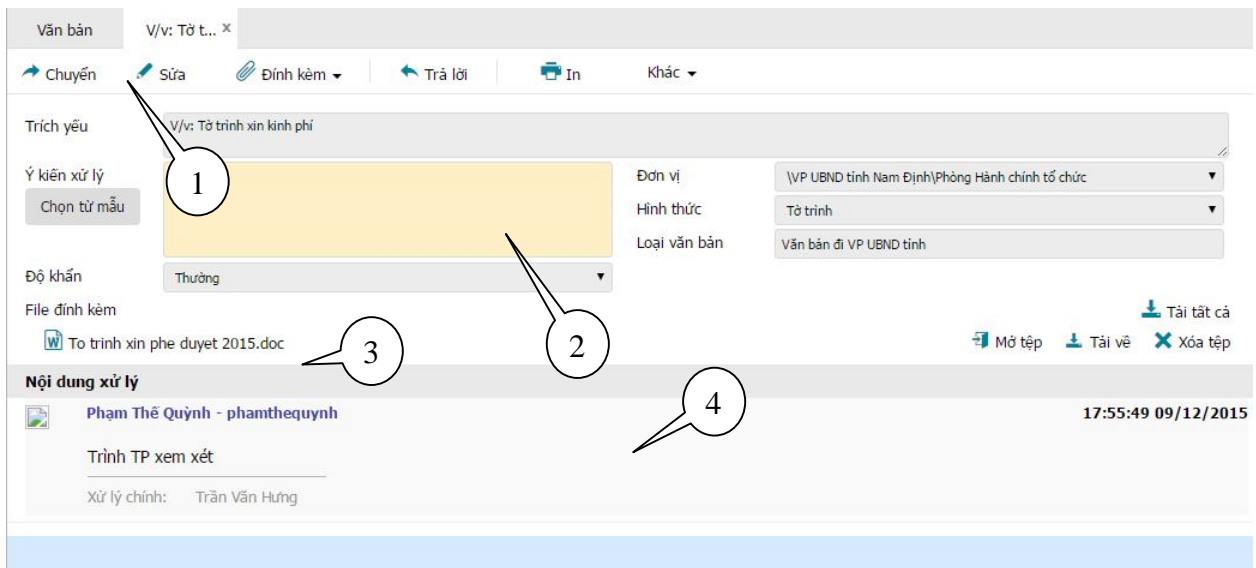 Văn bản V/v: Tờ t... x
Chuyển Sửa Đính kèm Trả lời In Khác
Trích yếu V/v: Tờ trình xin kinh phí
Ý kiến xử lý 1 Đơn vị \VP UBND tỉnh Nam Định\Phòng Hành chính tổ chức
Chọn từ mẫu Hình thức Tờ trình
Loại văn bản Văn bản đi VP UBND tỉnh
Độ khẩn Thường
File đính kèm Tải tất cả
To trinh xin phe duyet 2015.doc 3 2 Mở tệp Tải về Xóa tệp
Nội dung xử lý
Phạm Thế Quỳnh - phamthequynh 4 17:55:49 09/12/2015
Trình TP xem xét
Xử lý chính: Trần Văn Hưng